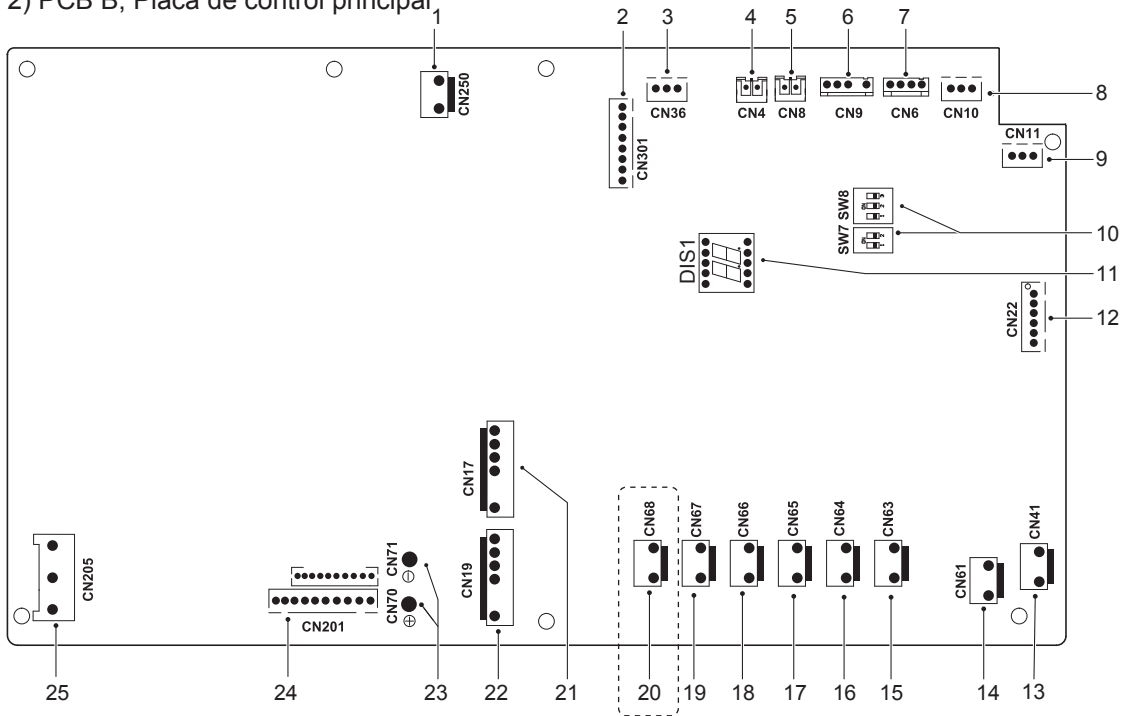 2) PCB B, Placa de control principal
1 2 3 4 5 6 7
8
9
10
11
12
CN250
CN301
CN36
CN4
CN8
CN9
CN6
CN10
CN11
SW8
SW7
DIS1
CN22
CN17
CN19
CN205
CN71
CN70
CN201
CN68
CN67
CN66
CN65
CN64
CN63
CN61
CN41
25 24 23 22 21 20 19 18 17 16 15 14 13